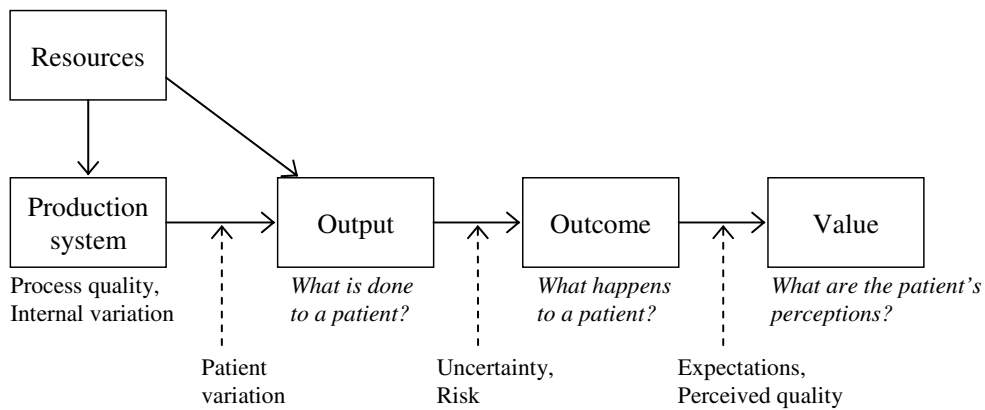 Resources
Production
system
Output
Outcome
Value
Process quality,
Internal variation
What is done
to a patient?
What happens
to a patient?
What are the patient's
perceptions?
Patient
variation
Uncertainty,
Risk
Expectations,
Perceived quality